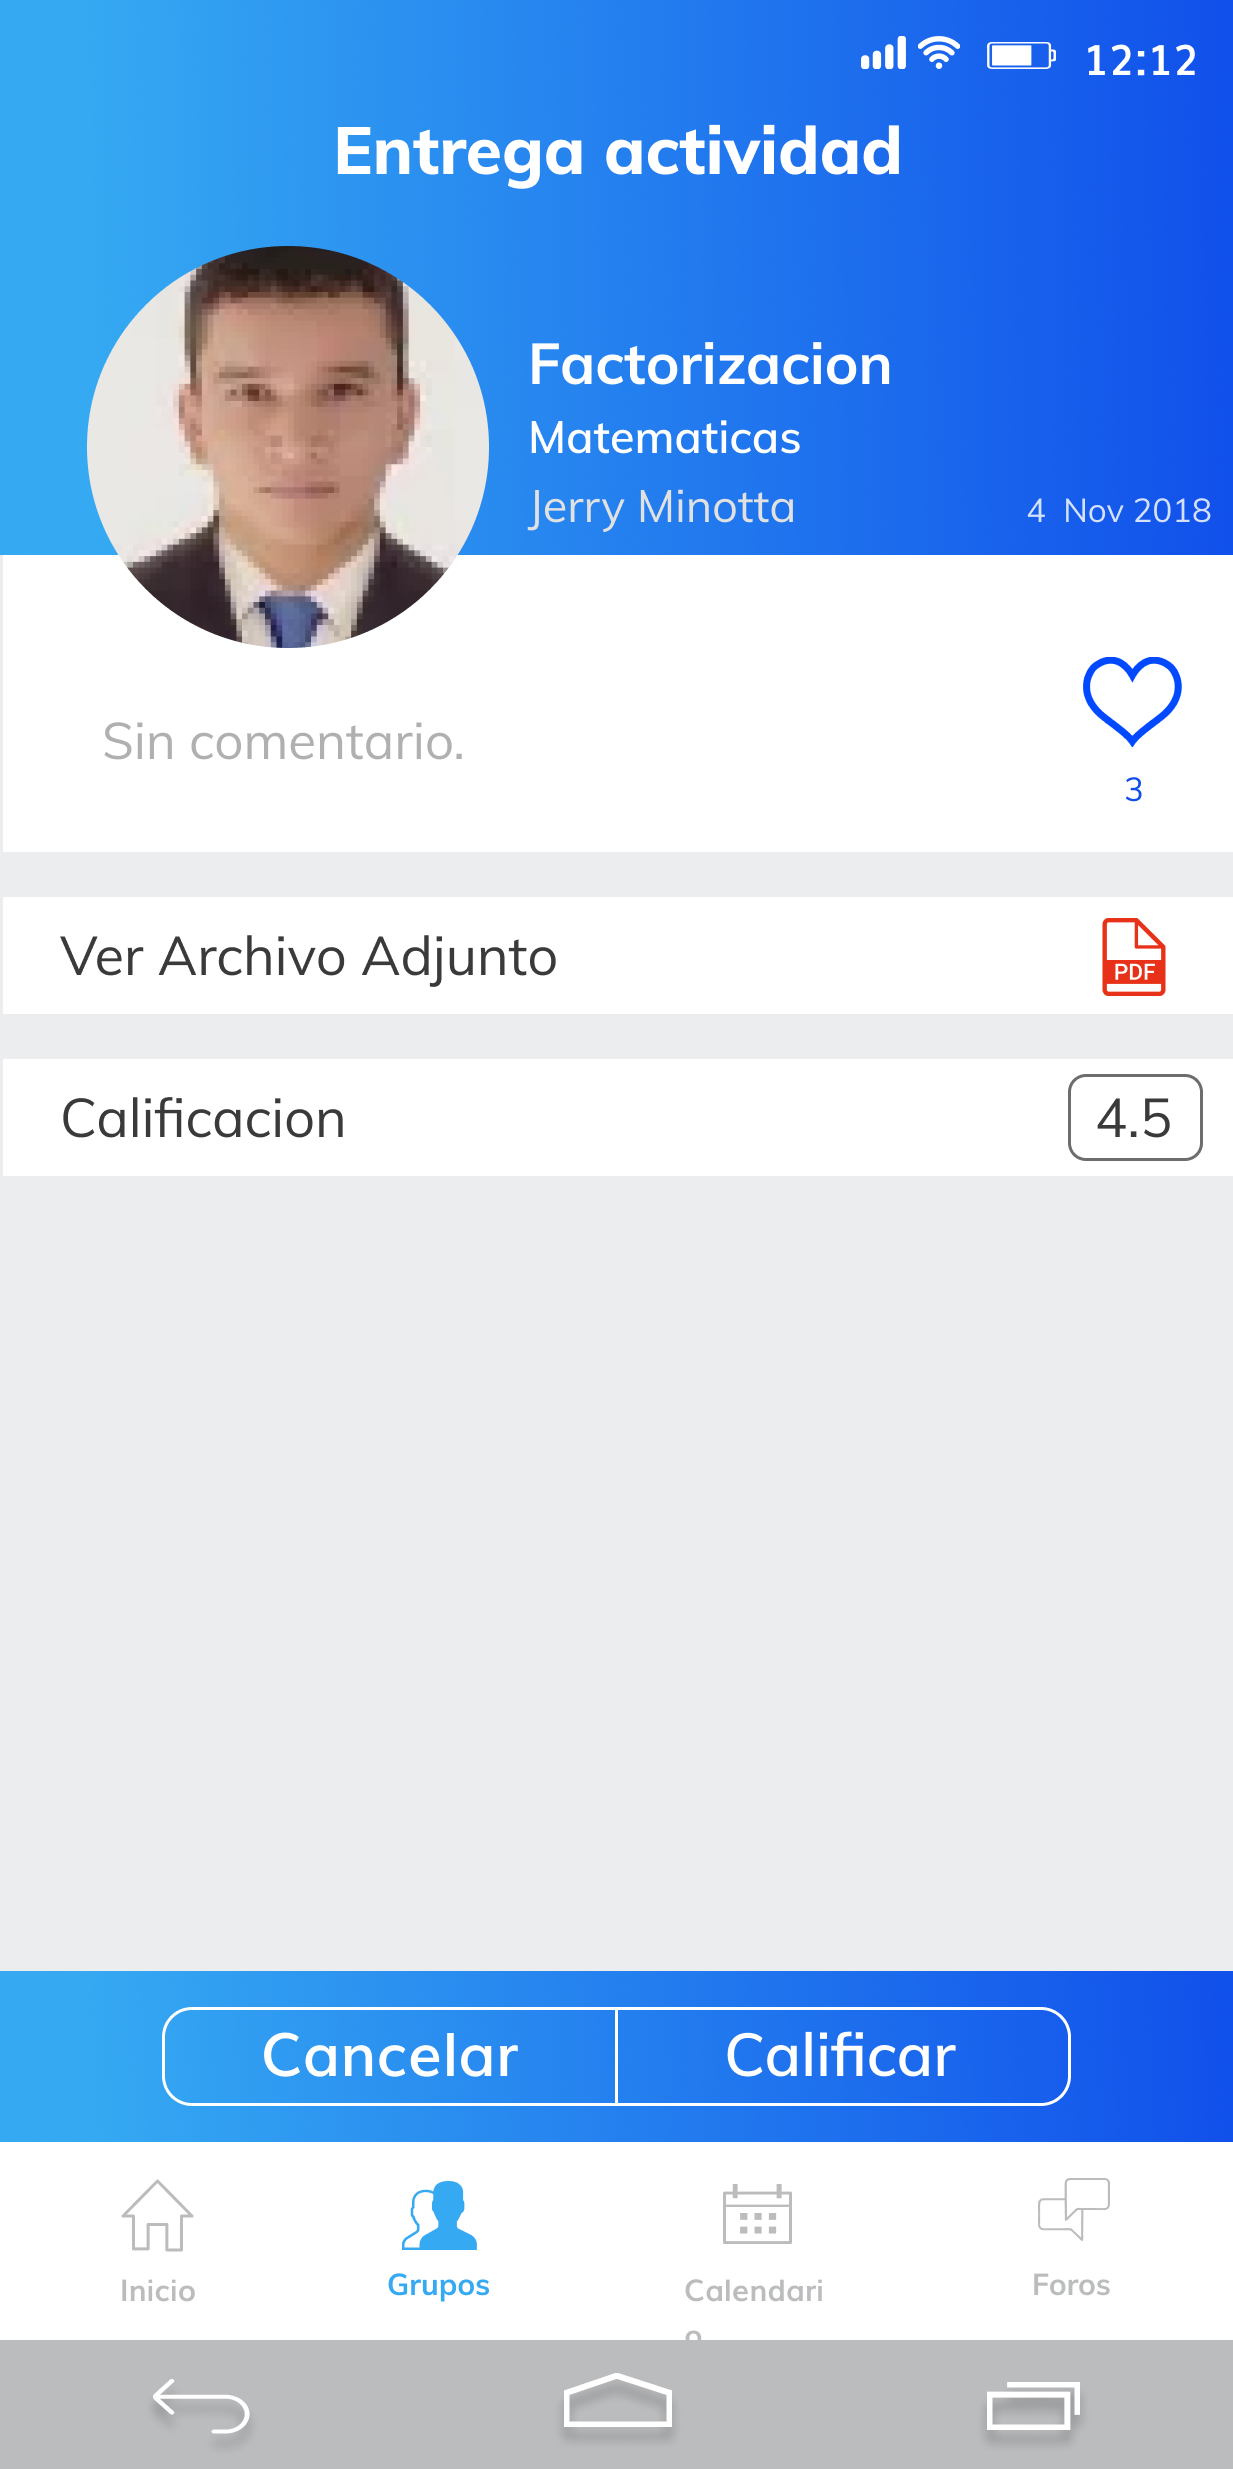 12:12
Entrega actividad
Factorizacion
Matematicas
Jerry Minotta
4 Nov 2018
Sin comentario.
3
Ver Archivo Adjunto
PDF
Calificacion
4.5
Cancelar
Calificar
Inicio
Grupos
Calendari
o
Foros